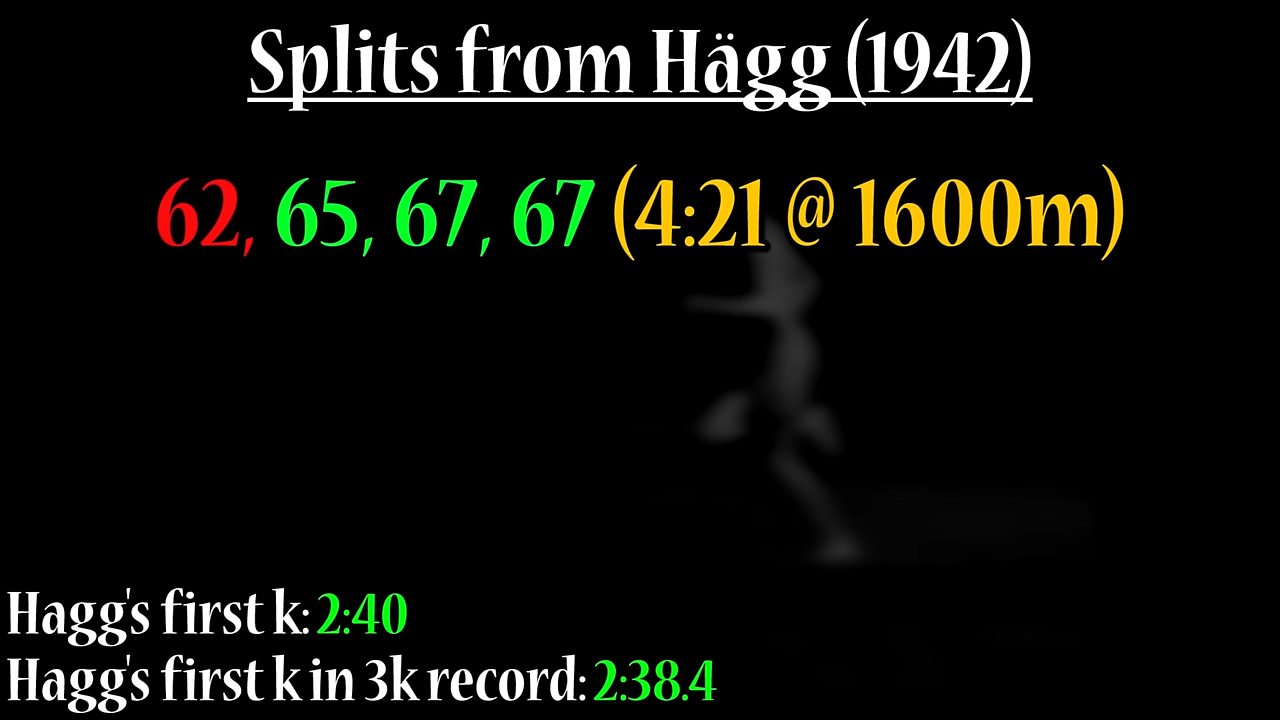 Splits from Hägg (1942)
62, 65, 67, 67 (4:21 @ 1600m)
Hagg's first k: 2:40
Hagg's first k in 3k record: 2:38.4